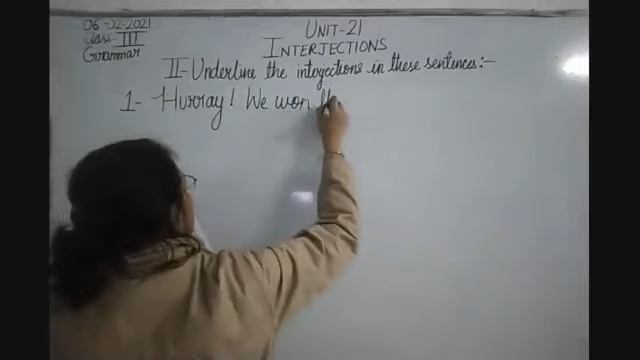 06-02-2021
Class-III
Grammar
UNIT-21
INTERJECTIONS
II-Underline the interjections in these sentences:-
1- Hurray! We won